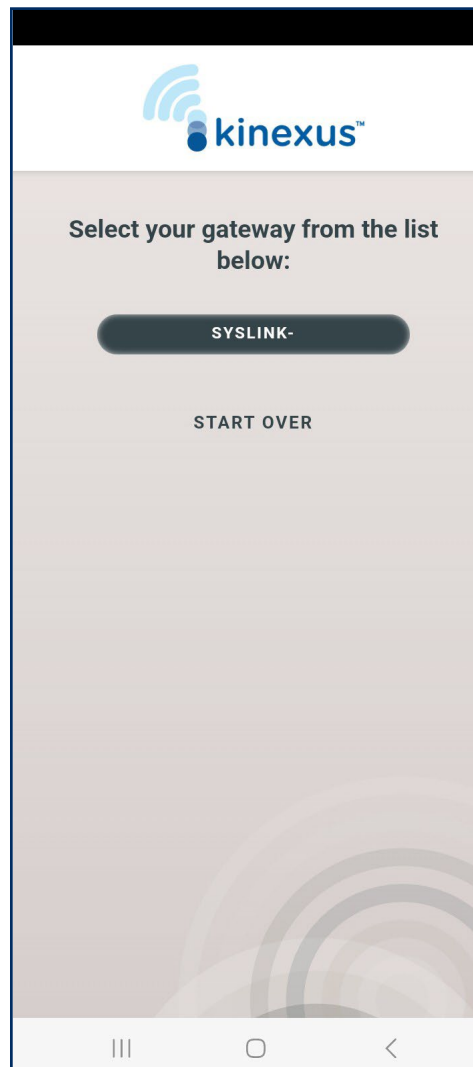 kinexus™
Select your gateway from the list
below:
SYSLINK-
START OVER